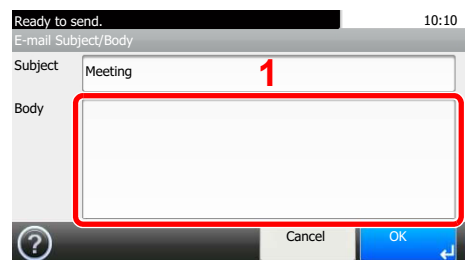 Ready to send. 10:10
E-mail Subject/Body
Subject Meeting 1
Body
? Cancel OK